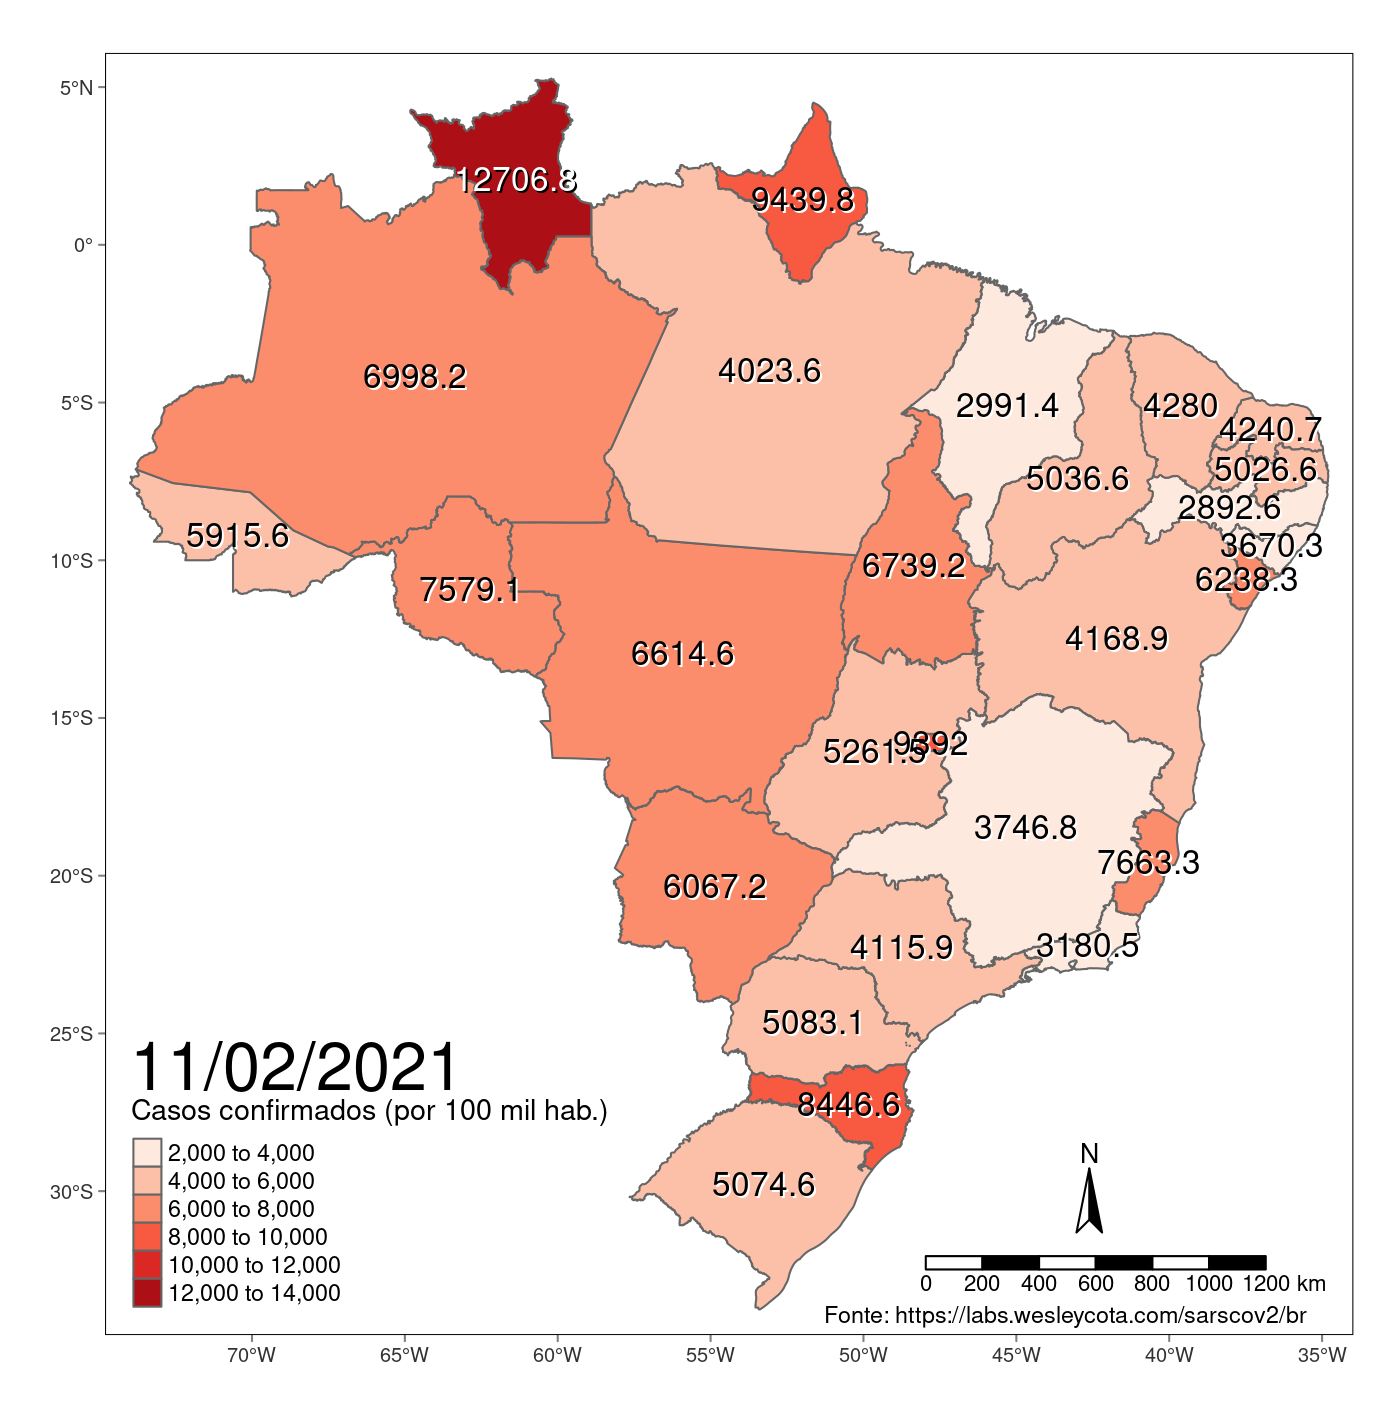 5°N
0°
5°S
10°S
15°S
20°S
25°S
30°S
12706.8
9439.8
6998.2
4023.6
2991.4
4280
4240.7
5026.6
5036.6
2892.6
5915.6
3670.3
6739.2
6238.3
7579.1
4168.9
6614.6
9392
5261.5
3746.8
7663.3
6067.2
3180.5
4115.9
5083.1
8446.6
5074.6
11/02/2021
Casos confirmados (por 100 mil hab.)
2,000 to 4,000
4,000 to 6,000
6,000 to 8,000
8,000 to 10,000
10,000 to 12,000
12,000 to 14,000
N
0 200 400 600 800 1000 1200 km
Fonte: https://labs.wesleycota.com/sarscov2/br
70°W 65°W 60°W 55°W 50°W 45°W 40°W 35°W